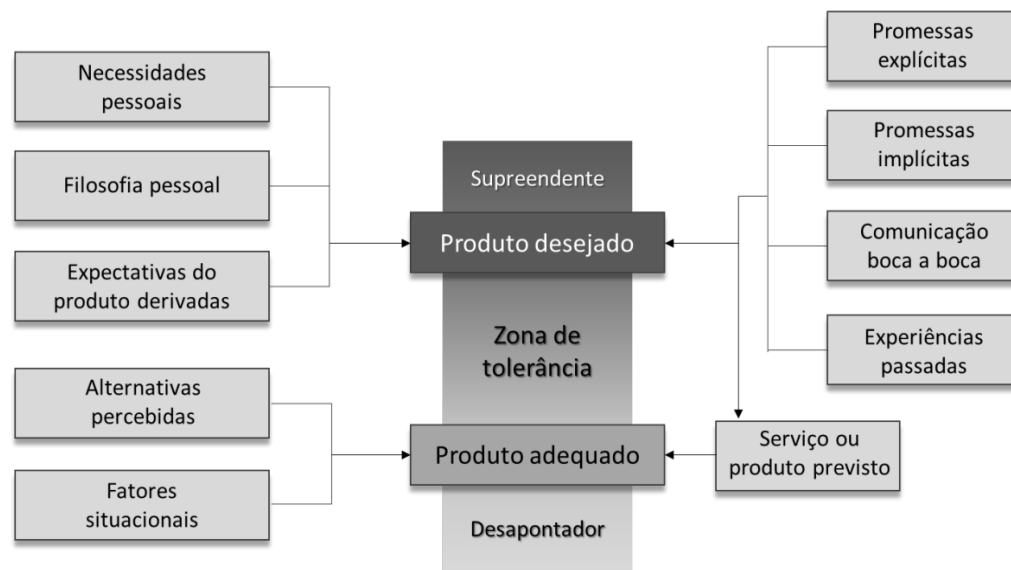 Necessidades
pessoais
Filosofia pessoal
Expectativas do
produto derivadas
Alternativas
percebidas
Fatores
situacionais
Supreendente
Produto desejado
Zona de
tolerância
Produto adequado
Desapontador
Promessas
explícitas
Promessas
implícitas
Comunicação
boca a boca
Experiências
passadas
Serviço ou
produto previsto